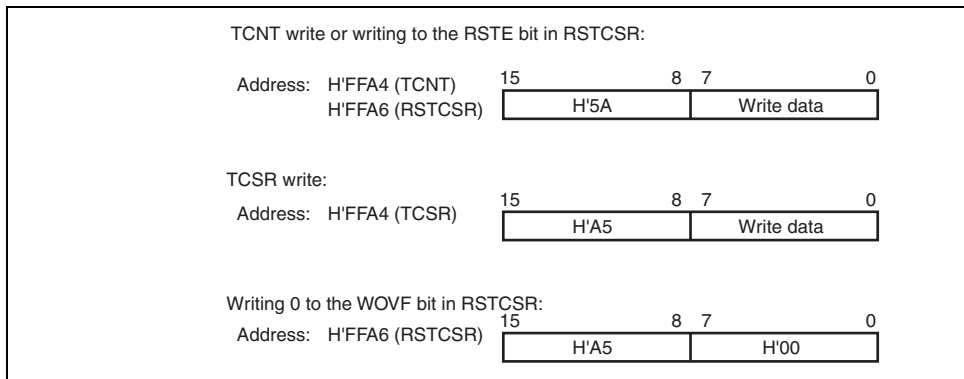 TCNT write or writing to the RSTE bit in RSTCSR:
15 8 7 0
Address: H'FFA4 (TCNT) H'5A Write data
H'FFA6 (RSTCSR)
TCSR write:
15 8 7 0
Address: H'FFA4 (TCSR) H'A5 Write data
Writing 0 to the WOVF bit in RSTCSR:
15 8 7 0
Address: H'FFA6 (RSTCSR) H'A5 H'00